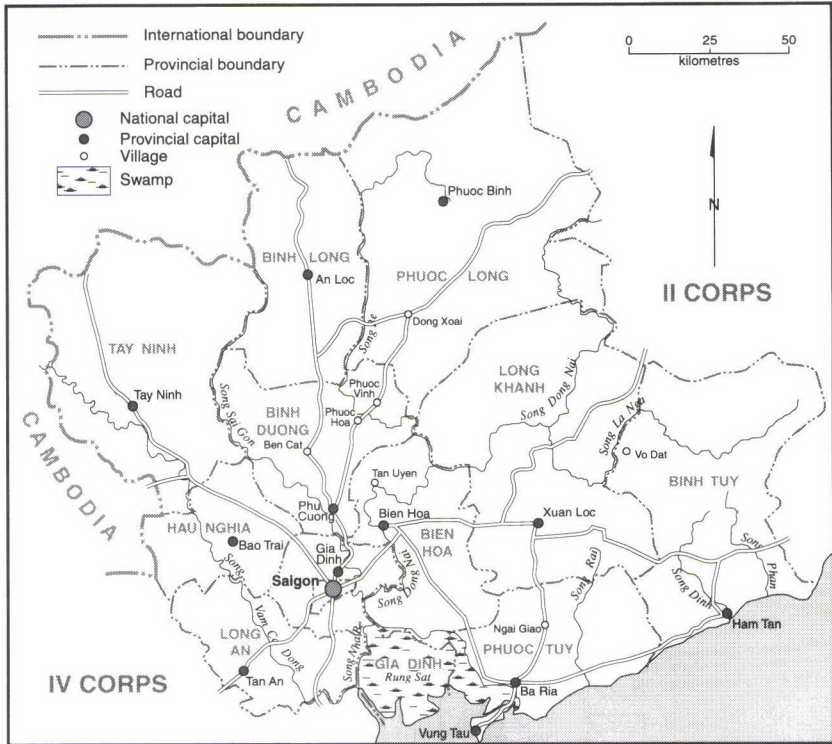 International boundary
Provincial boundary
Road
National capital
Provincial capital
Village
Swamp
0 25 50
kilometres
N
CAMBODIA
Phuoc Binh
BINH LONG
An Loc
PHUOC LONG
II CORPS
Song Be
Dong Xoai
TAY NINH
Tay Ninh
LONG
KHANH
Song Dong Nai
Song La Nga
Song Sai Gon
Phuoc
Vinh
BINH
DUONG
Phuoc
Hoa
Ben Cat
Vo Dat
CAMBODIA
Tan Uyen
BINH TUY
Phu
Cuong
Bien Hoa
Xuan Loc
HAU NGHIA
BIEN
HOA
Bao Trai
Gia
Dinh
Saigon
Song Dong Nai
Song Rai
Song Phan
Song Dinh
Song Vam Co Dong
Ham Tan
LONG
AN
Song Nha R.
Ngai Giao
GIA DINH
PHUOC TUY
Rung Sat
IV CORPS
Tan An
Ba Ria
Vung Tau